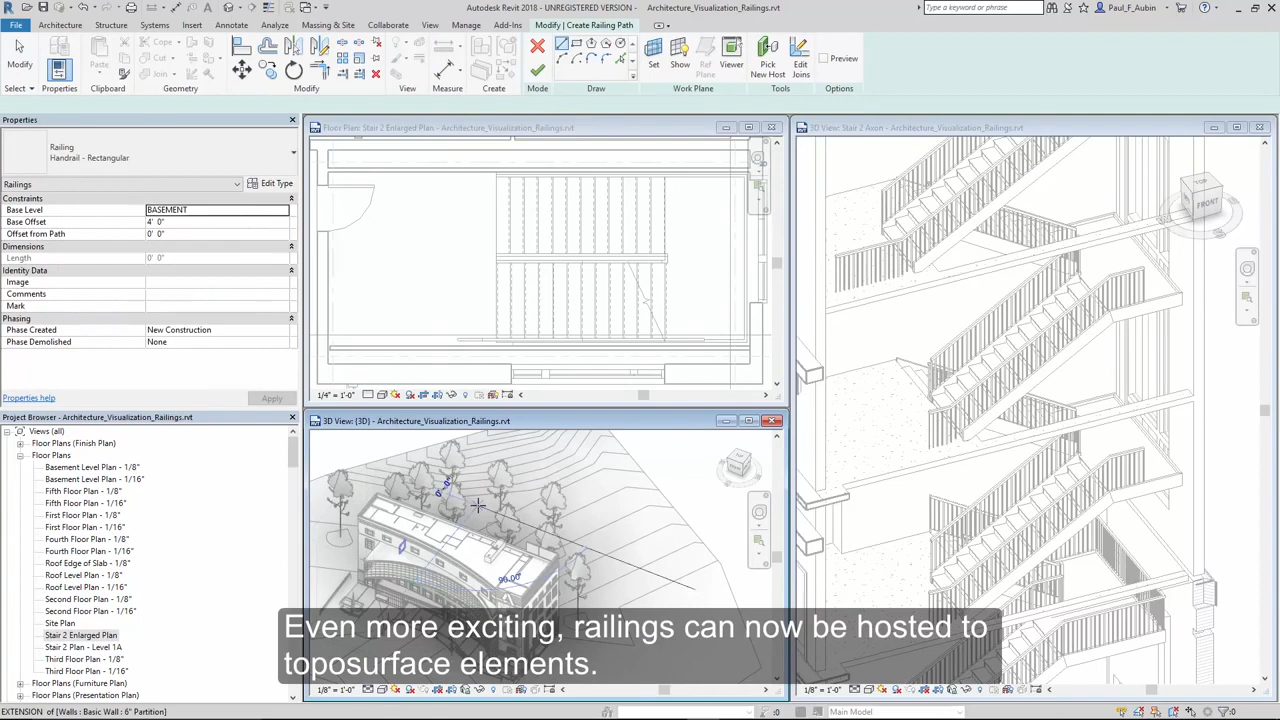 Autodesk Revit 2018 - UNREGISTERED VERSION - Architecture_Visualization_Railings.rvt
Type a keyword or phrase
Paul_F_Aubin
File Architecture Structure Systems Insert Annotate Analyze Massing & Site Collaborate View Manage Add-Ins Modify | Create Railing Path
Modify Paste Cope Cut Join Set Show Ref Plane Viewer Pick New Host Edit Joins Preview
Select Properties Clipboard Geometry Modify View Measure Create Mode Draw Work Plane Tools Options
Properties
Handrail - Rectangular
Railings Edit Type
Constraints
Base Level BASEMENT
Base Offset 4' 0"
Offset from Path 0' 0"
Dimensions
Length 0' 0"
Identity Data
Image
Comments
Mark
Phasing
Phase Created New Construction
Phase Demolished None
Properties help Apply
Project Browser - Architecture_Visualization_Railings.rvt
Views (all)
Floor Plans (Finish Plan)
Floor Plans
Basement Level Plan - 1/8"
Basement Level Plan - 1/16"
Fifth Floor Plan - 1/8"
Fifth Floor Plan - 1/16"
First Floor Plan - 1/8"
First Floor Plan - 1/16"
Fourth Floor Plan - 1/8"
Fourth Floor Plan - 1/16"
Roof Edge of Slab - 1/8"
Roof Level Plan - 1/8"
Roof Level Plan - 1/16"
Second Floor Plan - 1/8"
Second Floor Plan - 1/16"
Site Plan
Stair 2 Enlarged Plan
Stair 2 Plan - Level 1A
Third Floor Plan - 1/8"
Third Floor Plan - 1/16"
Floor Plans (Furniture Plan)
Floor Plans (Presentation Plan)
Floor Plan: Stair 2 Enlarged Plan - Architecture_Visualization_Railings.rvt
1/4" = 1'-0"
3D View: {3D} - Architecture_Visualization_Railings.rvt
90.00°
1/8" = 1'-0"
3D View: Stair 2 Axon - Architecture_Visualization_Railings.rvt
TOP
FRONT
1/8" = 1'-0"
Even more exciting, railings can now be hosted to
toposurface elements.
EXTENSION of [Walls : Basic Wall : 6" Partition]
:0
Main Model
:0